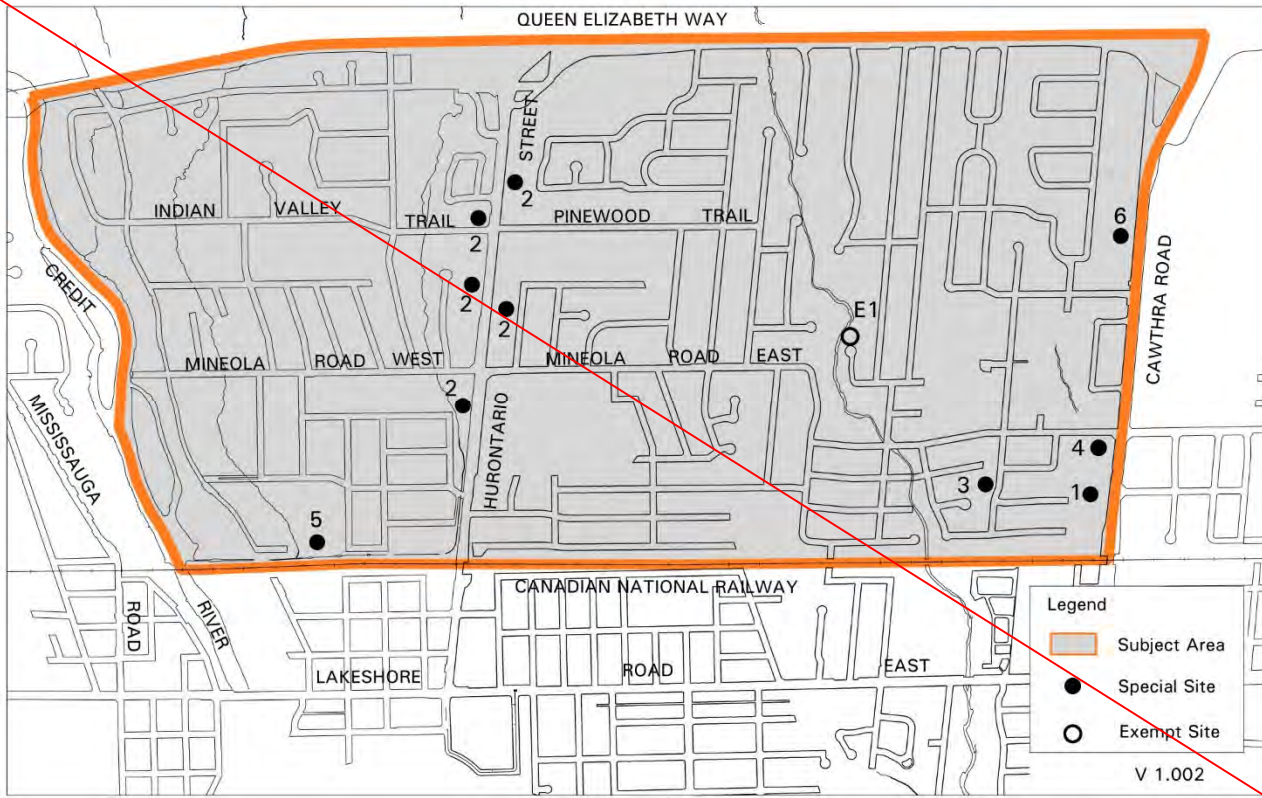 QUEEN ELIZABETH WAY
STREET
2
6
INDIAN VALLEY TRAIL PINEWOOD TRAIL
2
CREDIT
2
2
E1
CAWTHRA ROAD
MINEOLA ROAD WEST MINEOLA ROAD EAST
2
MISSISSAUGA
HURONTARIO
4
3
1
5
CANADIAN NATIONAL RAILWAY
ROAD
RIVER
LAKESHORE ROAD EAST
Legend
Subject Area
Special Site
Exempt Site
V 1.002